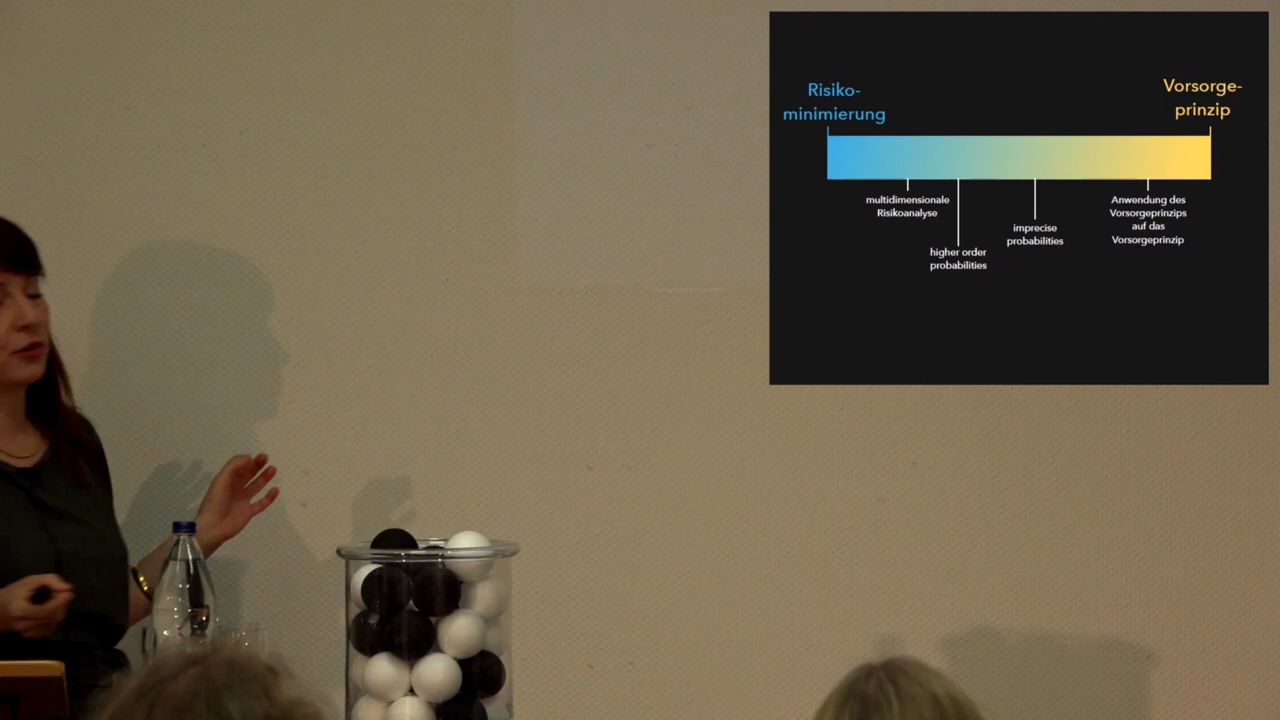 Risiko-
minimierung
Vorsorge-
prinzip
multidimensionale
Risikoanalyse
higher order
probabilities
imprecise
probabilities
Anwendung des
Vorsorgeprinzips
auf das
Vorsorgeprinzip